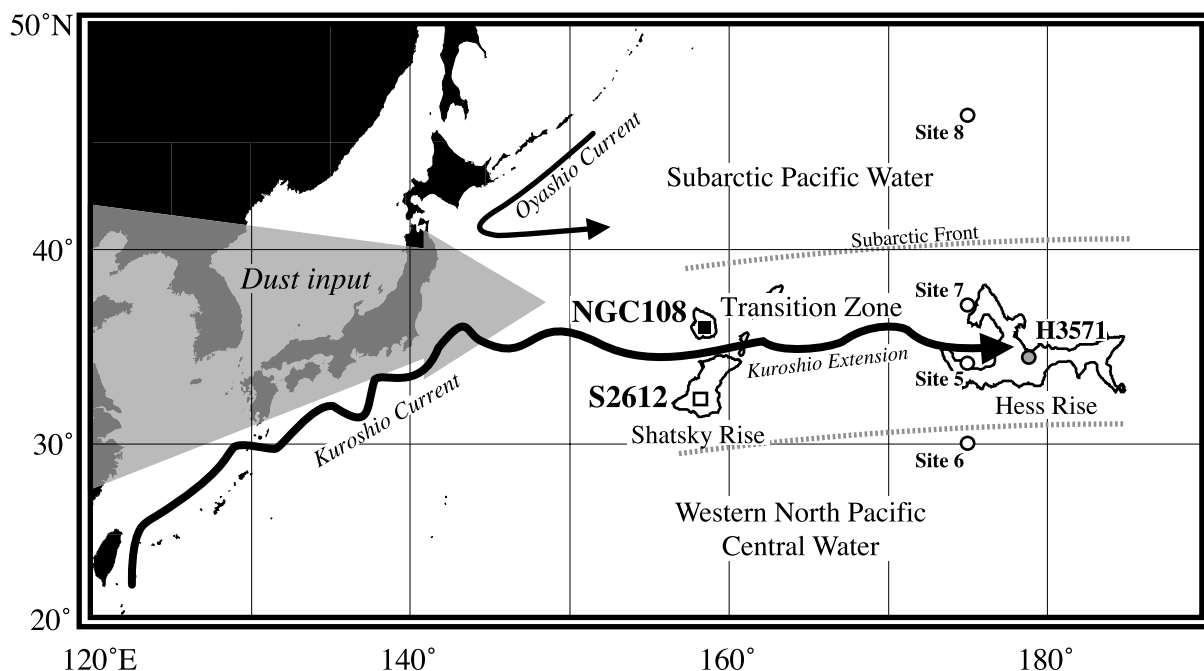 50˚N
Site 8
Oyashio Current
Subarctic Pacific Water
Subarctic Front
40˚
Dust input
Site 7
NGC108
Transition Zone
H3571
Kuroshio Extension
Site 5
Kuroshio Current
S2612
Hess Rise
Shatsky Rise
30˚
Site 6
Western North Pacific
Central Water
20˚
120˚E
140˚
160˚
180˚